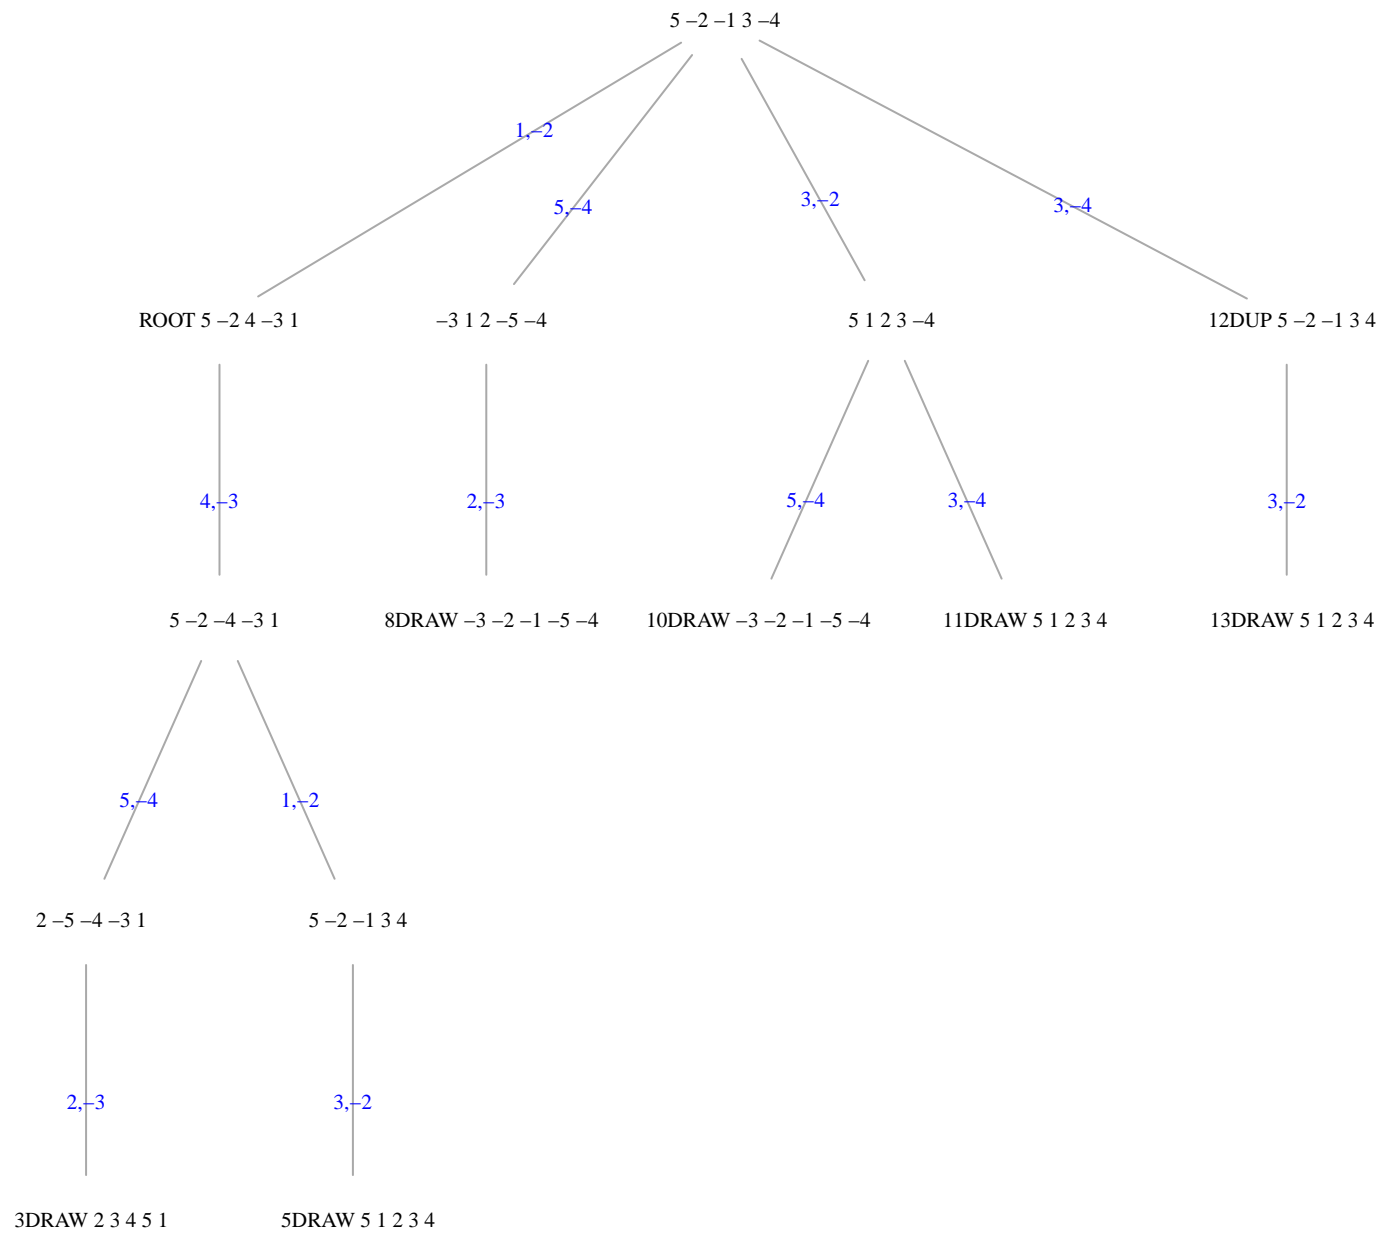 5 –2 –1 3 –4
1,–2
5,–4
3,–2
3,–4
ROOT 5 –2 4 –3 1
–3 1 2 –5 –4
5 1 2 3 –4
12DUP 5 –2 –1 3 4
4,–3
2,–3
5,–4
3,–4
3,–2
5 –2 –4 –3 1
8DRAW –3 –2 –1 –5 –4
10DRAW –3 –2 –1 –5 –4
11DRAW 5 1 2 3 4
13DRAW 5 1 2 3 4
5,–4
1,–2
2 –5 –4 –3 1
5 –2 –1 3 4
2,–3
3,–2
3DRAW 2 3 4 5 1
5DRAW 5 1 2 3 4